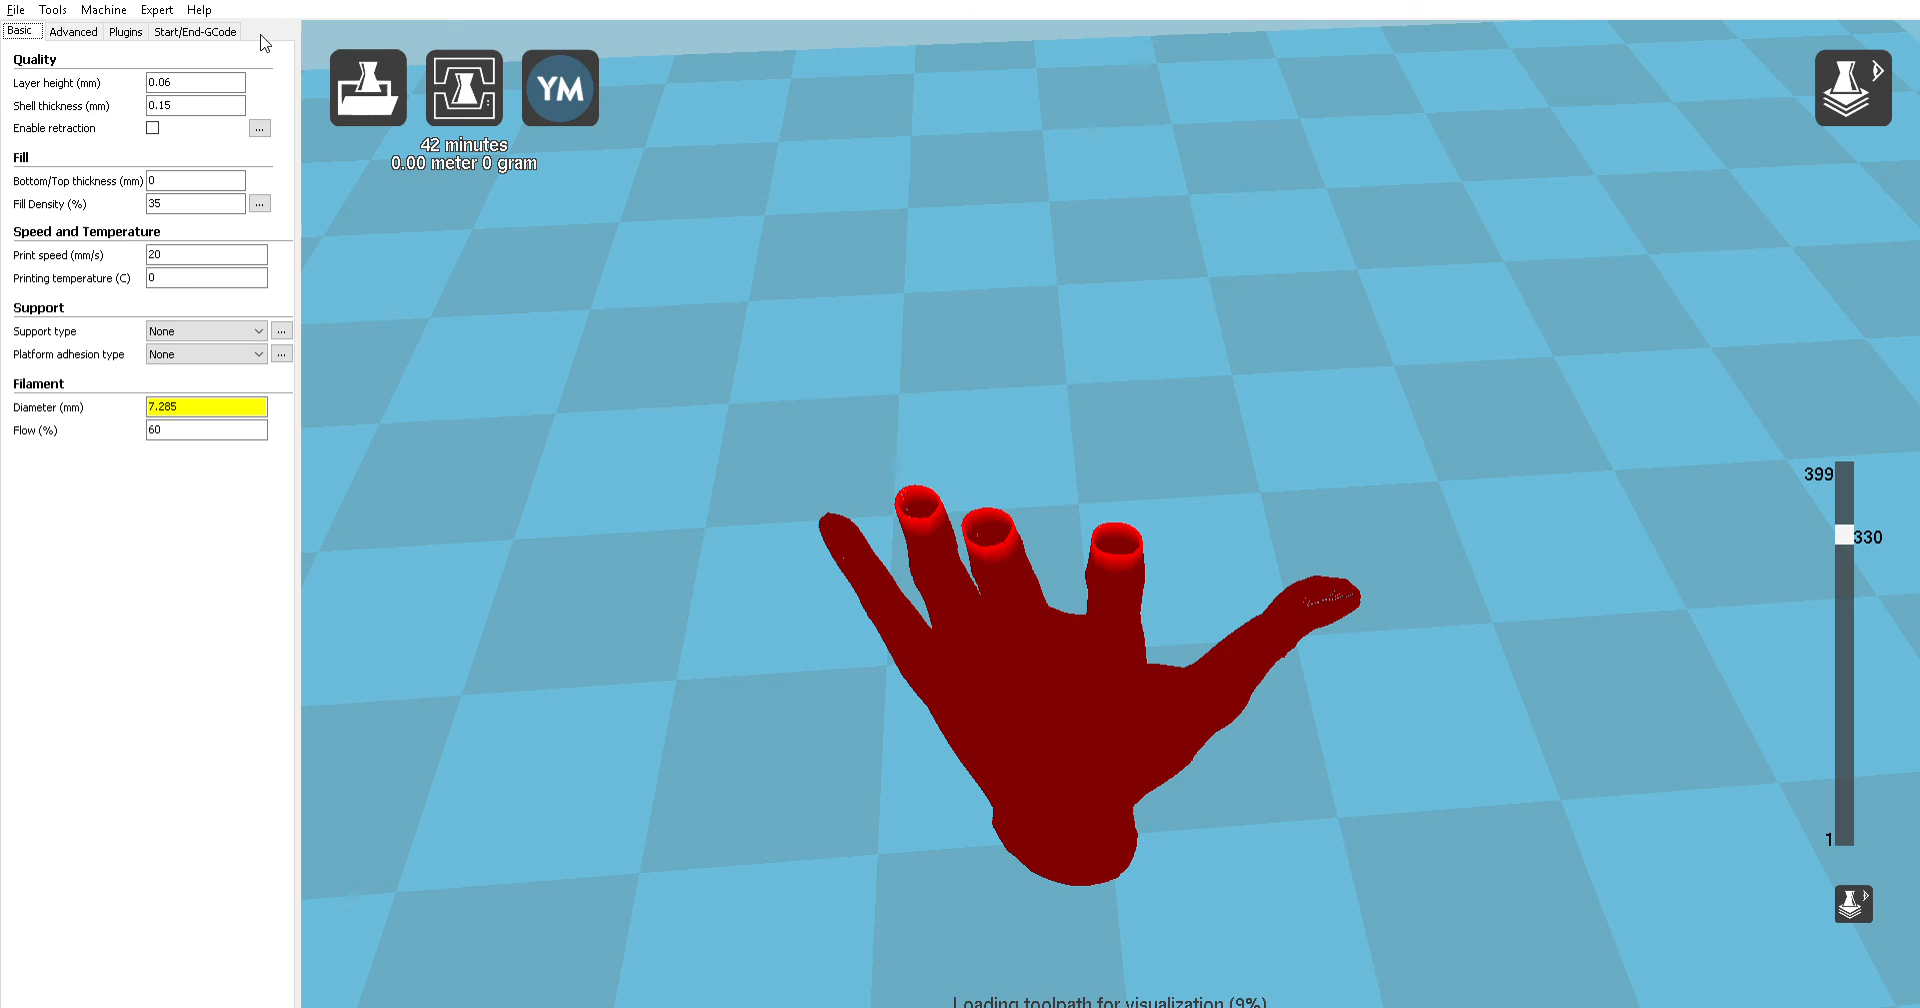 File Tools Machine Expert Help
Basic Advanced Plugins Start/End-GCode
Quality
Layer height (mm) 0.06
Shell thickness (mm) 0.15
Enable retraction ...
Fill
Bottom/Top thickness (mm) 0
Fill Density (%) 35 ...
Speed and Temperature
Print speed (mm/s) 20
Printing temperature (C) 0
Support
Support type None ...
Platform adhesion type None ...
Filament
Diameter (mm) 7.285
Flow (%) 60
YM
42 minutes
0.00 meter 0 gram
399
330
1
Loading toolpath for visualization (9%)